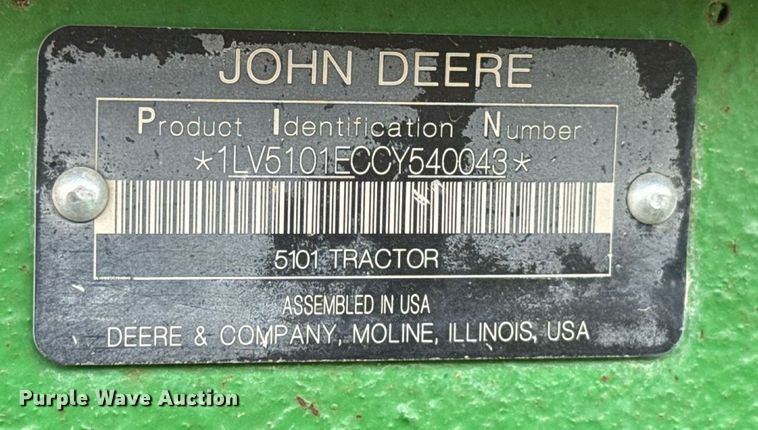 JOHN DEERE
Product Identification Number
*1LV5101ECCY540043*
5101 TRACTOR
ASSEMBLED IN USA
DEERE & COMPANY, MOLINE, ILLINOIS, USA
Purple Wave Auction